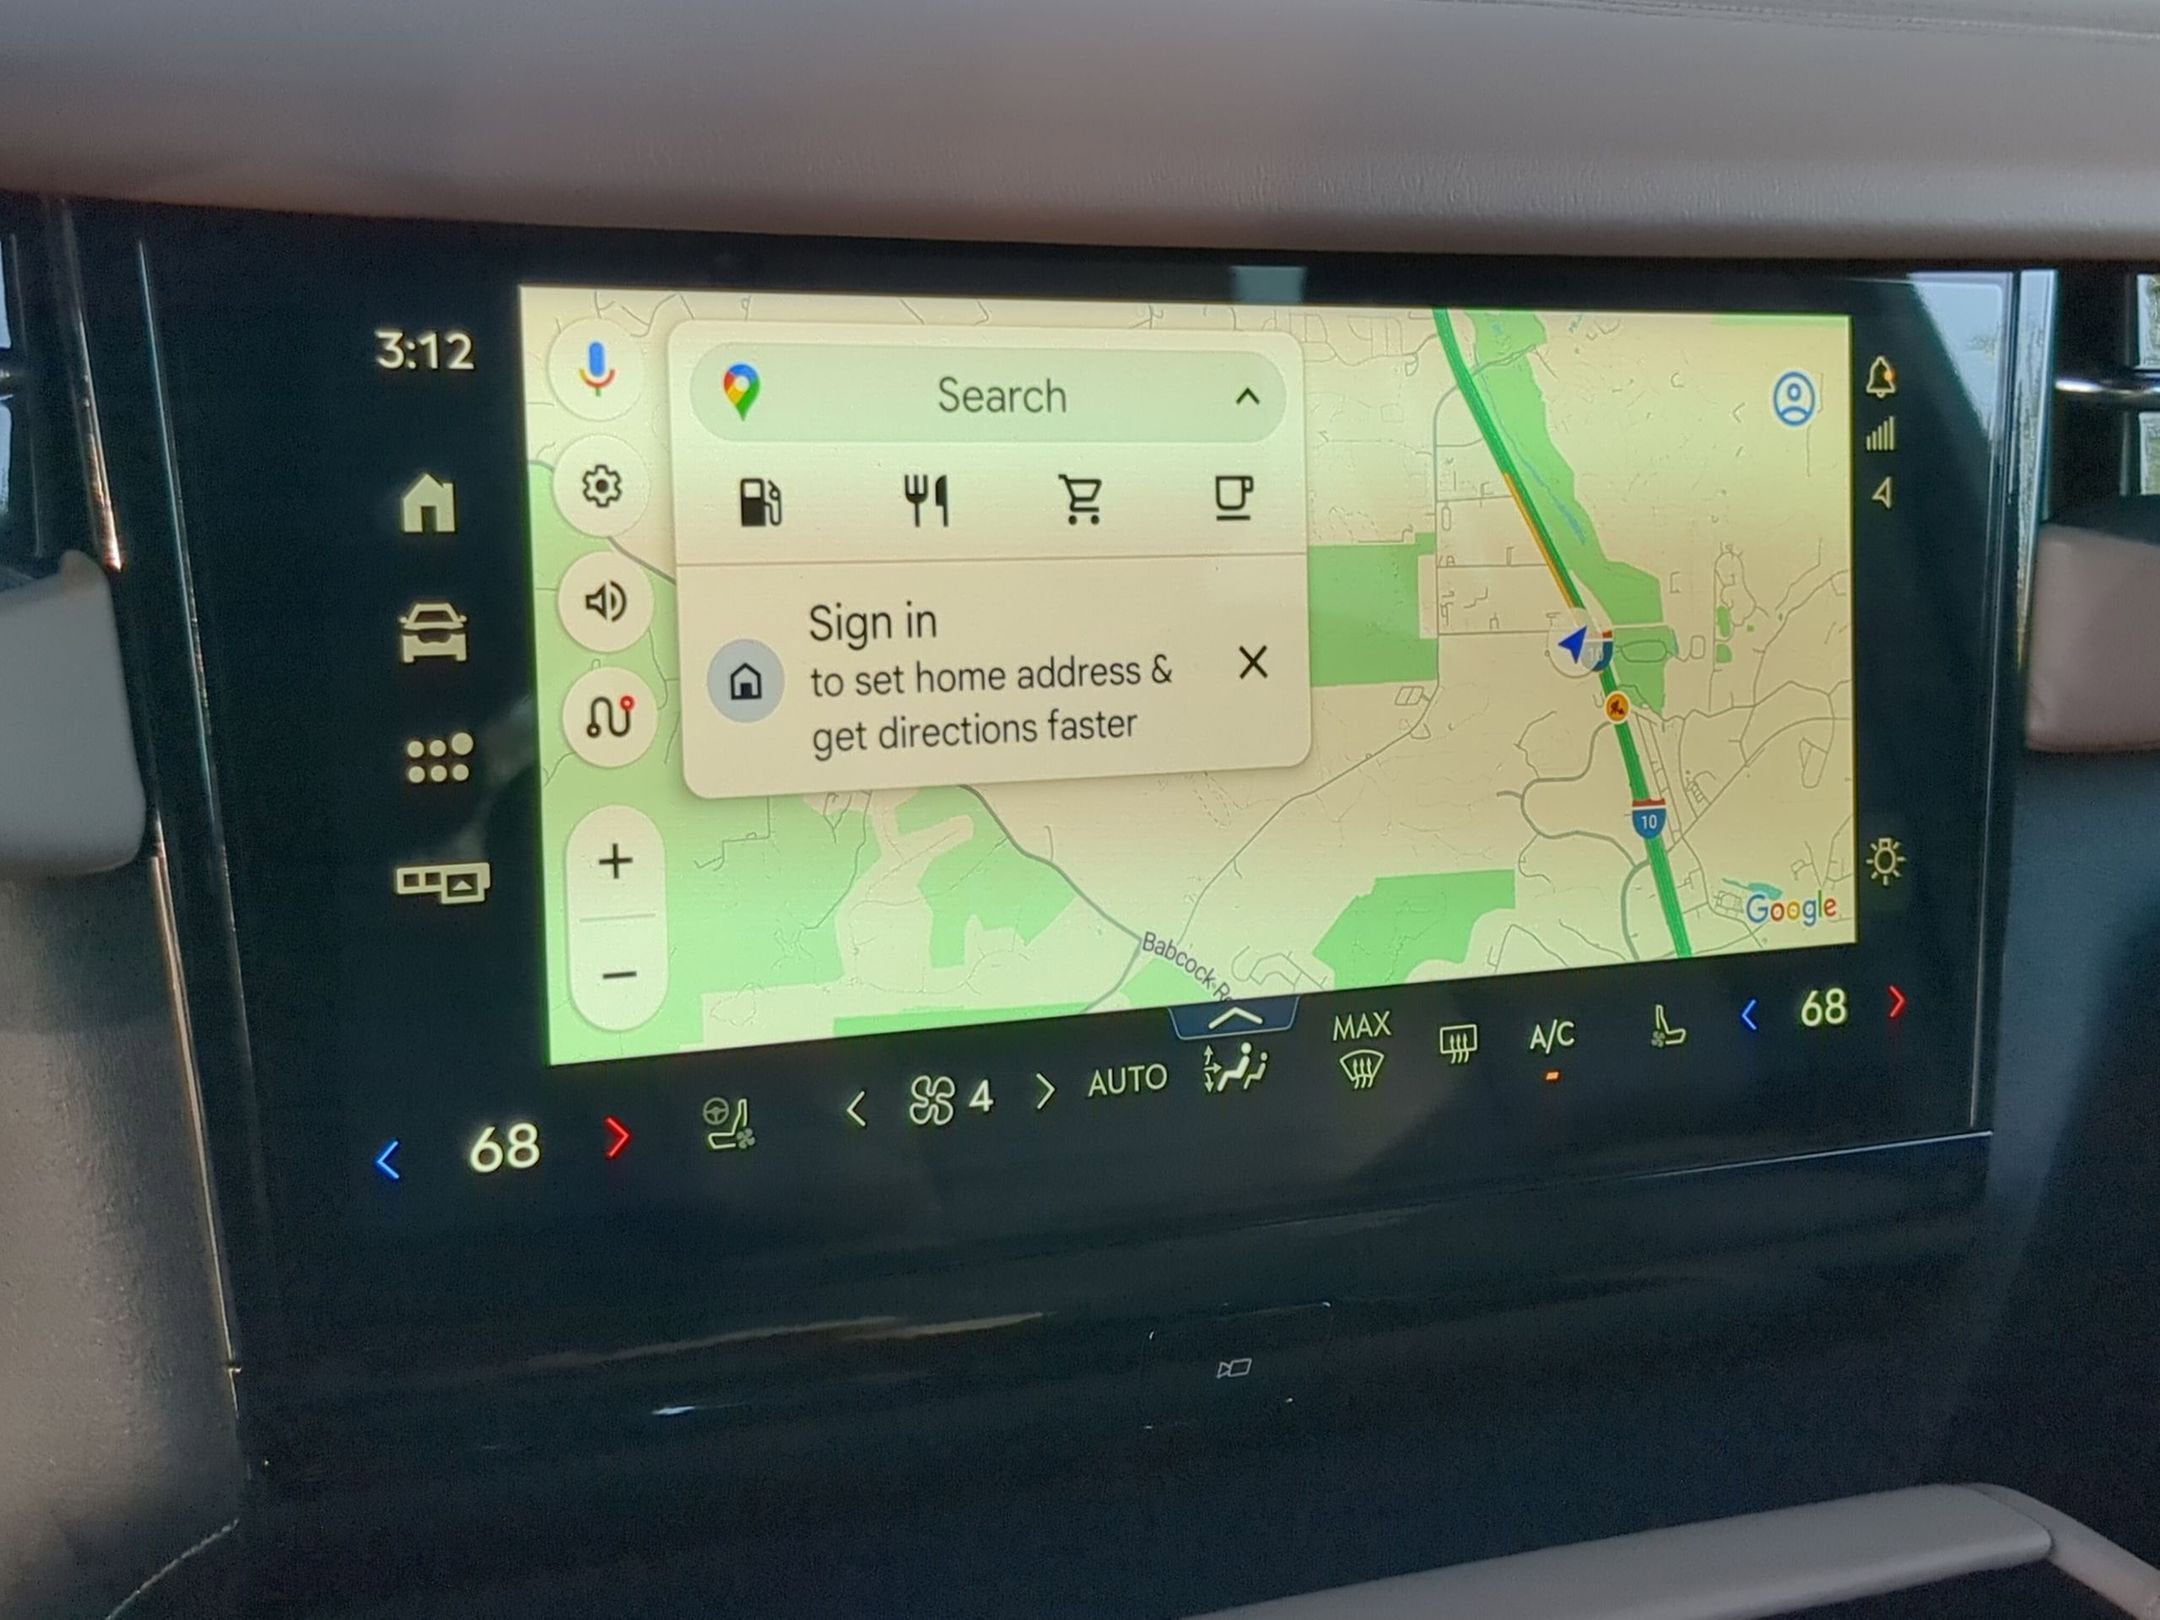 3:12
Search
Sign in
to set home address &
get directions faster
10
10
Babcock R
Google
68
4
AUTO
MAX
A/C
68